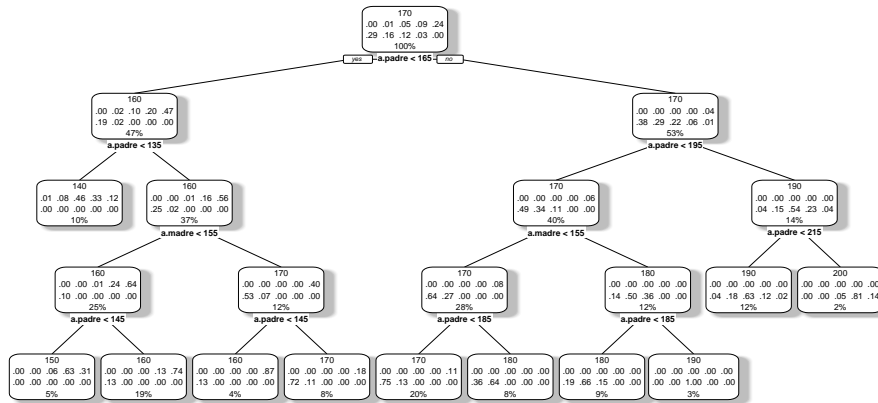 170
.00 .01 .05 .09 .24
.29 .16 .12 .03 .00
100%
yes a.padre < 165 no
160
.00 .02 .10 .20 .47
.19 .02 .00 .00 .00
47%
a.padre < 135
170
.00 .00 .00 .00 .04
.38 .29 .22 .06 .01
53%
a.padre < 195
140
.01 .08 .46 .33 .12
.00 .00 .00 .00 .00
10%
160
.00 .00 .01 .16 .56
.25 .02 .00 .00 .00
37%
a.madre < 155
170
.00 .00 .00 .00 .06
.49 .34 .11 .00 .00
40%
a.madre < 155
190
.00 .00 .00 .00 .00
.04 .15 .54 .23 .04
14%
a.padre < 215
160
.00 .00 .01 .24 .64
.10 .00 .00 .00 .00
25%
a.padre < 145
170
.00 .00 .00 .00 .40
.53 .07 .00 .00 .00
12%
a.padre < 145
170
.00 .00 .00 .00 .08
.64 .27 .00 .00 .00
28%
a.padre < 185
180
.00 .00 .00 .00 .00
.14 .50 .36 .00 .00
12%
a.padre < 185
190
.00 .00 .00 .00 .00
.04 .18 .63 .12 .02
12%
200
.00 .00 .00 .00 .00
.00 .00 .05 .81 .14
2%
150
.00 .00 .06 .63 .31
.00 .00 .00 .00 .00
5%
160
.00 .00 .00 .13 .74
.13 .00 .00 .00 .00
19%
160
.00 .00 .00 .00 .87
.13 .00 .00 .00 .00
4%
170
.00 .00 .00 .00 .18
.72 .11 .00 .00 .00
8%
170
.00 .00 .00 .00 .11
.75 .13 .00 .00 .00
20%
180
.00 .00 .00 .00 .00
.36 .64 .00 .00 .00
8%
180
.00 .00 .00 .00 .00
.19 .66 .15 .00 .00
9%
190
.00 .00 .00 .00 .00
.00 .00 1.00 .00 .00
3%